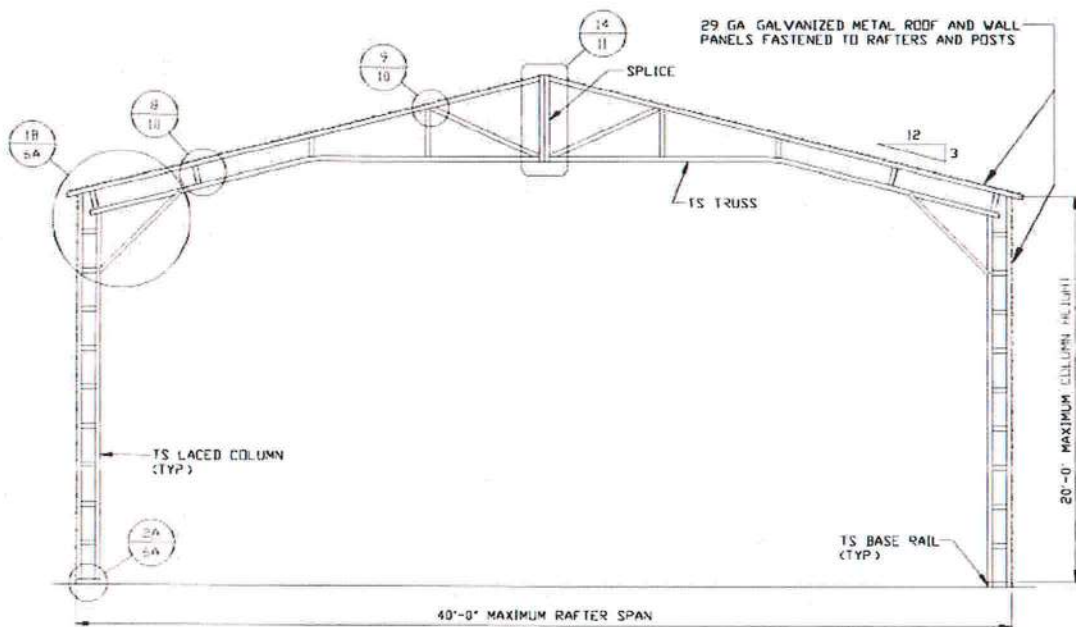 14
11
29 GA GALVANIZED METAL ROOF AND WALL
PANELS FASTENED TO RAFTERS AND POSTS
9
10
SPLICE
8
10
1B
6A
12
3
TS TRUSS
TS LACED COLUMN
(TYP)
20'-0" MAXIMUM COLUMN HEIGHT
2A
6A
TS BASE RAIL
(TYP)
40'-0" MAXIMUM RAFTER SPAN